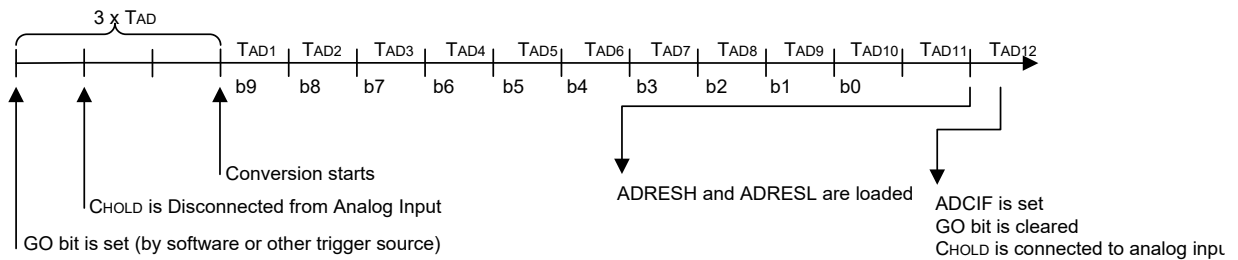 3 x TAD
TAD1 TAD2 TAD3 TAD4 TAD5 TAD6 TAD7 TAD8 TAD9 TAD10 TAD11 TAD12
b9 b8 b7 b6 b5 b4 b3 b2 b1 b0
Conversion starts
CHOLD is Disconnected from Analog Input
GO bit is set (by software or other trigger source)
ADRESH and ADRESL are loaded
ADCIF is set
GO bit is cleared
CHOLD is connected to analog